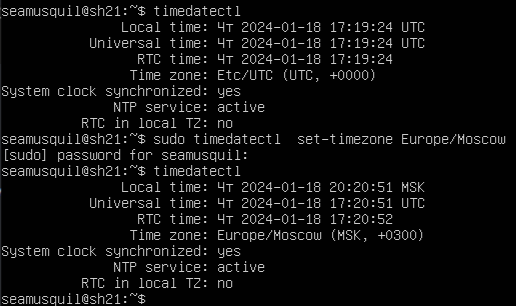 seamusquil@sh21:~$ timedatectl
Local time: Чт 2024-01-18 17:19:24 UTC
Universal time: Чт 2024-01-18 17:19:24 UTC
RTC time: Чт 2024-01-18 17:19:24
Time zone: Etc/UTC (UTC, +0000)
System clock synchronized: yes
NTP service: active
RTC in local TZ: no
seamusquil@sh21:~$ sudo timedatectl  set-timezone Europe/Moscow
[sudo] password for seamusquil:
seamusquil@sh21:~$ timedatectl
Local time: Чт 2024-01-18 20:20:51 MSK
Universal time: Чт 2024-01-18 17:20:51 UTC
RTC time: Чт 2024-01-18 17:20:52
Time zone: Europe/Moscow (MSK, +0300)
System clock synchronized: yes
NTP service: active
RTC in local TZ: no
seamusquil@sh21:~$